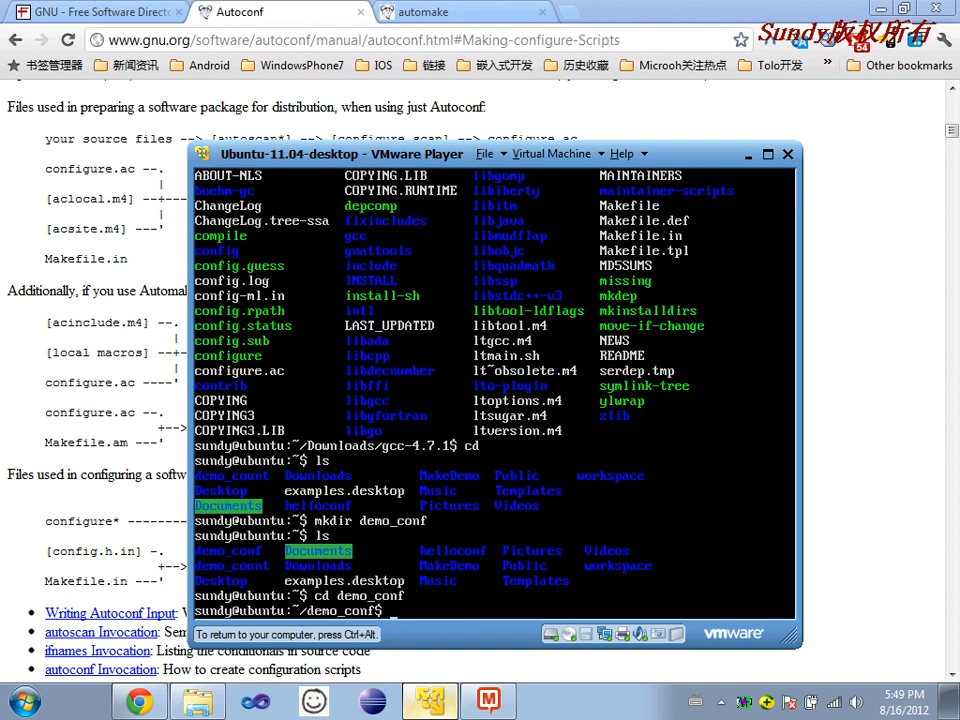 GNU - Free Software Direct
Autoconf
automake
Sundy版权所有
www.gnu.org/software/autoconf/manual/autoconf.html#Making-configure-Scripts
54
书签管理器 新闻资讯 Android WindowsPhone7 IOS 链接 嵌入式开发 历史收藏 Microoh关注热点 Tolo开发 » Other bookmarks
Files used in preparing a software package for distribution, when using just Autoconf:
your source files --> [autoscan*] --> [configure.scan] --> configure.ac
configure.ac --.
[aclocal.m4] --+---
[acsite.m4] ---'
Makefile.in
Additionally, if you use Automa
[acinclude.m4] --.
[local macros] --+--
configure.ac ----'
configure.ac --.
+-->
Makefile.am ---'
Files used in configuring a softw
configure* --------
[config.h.in] -.
+-->
Makefile.in ---'
Writing Autoconf Input:
autoscan Invocation: Sem
ifnames Invocation: Listing the conditionals in source code
autoconf Invocation: How to create configuration scripts
Ubuntu-11.04-desktop - VMware Player File Virtual Machine Help
ABOUT-NLS COPYING.LIB libgomp MAINTAINERS
boehm-gc COPYING.RUNTIME libiberty maintainer-scripts
ChangeLog depcomp libitm Makefile
ChangeLog.tree-ssa fixincludes libjava Makefile.def
compile gcc libmudflap Makefile.in
config gnattools libobjc Makefile.tpl
config.guess include libquadmath MD5SUMS
config.log INSTALL libssp missing
config-ml.in install-sh libstdc++-v3 mkdep
config.rpath intl libtool-ldflags mkinstalldirs
config.status LAST_UPDATED libtool.m4 move-if-change
config.sub libada ltgcc.m4 NEWS
configure libcpp ltmain.sh README
configure.ac libdecnumber lt~obsolete.m4 serdep.tmp
contrib libffi lto-plugin symlink-tree
COPYING libgcc ltoptions.m4 ylwrap
COPYING3 libgfortran ltsugar.m4 zlib
COPYING3.LIB libgo ltversion.m4
sundy@ubuntu:~/Downloads/gcc-4.7.1$ cd
sundy@ubuntu:~$ ls
demo_count Downloads MakeDemo Public workspace
Desktop examples.desktop Music Templates
Documents helloconf Pictures Videos
sundy@ubuntu:~$ mkdir demo_conf
sundy@ubuntu:~$ ls
demo_conf Documents helloconf Pictures Videos
demo_count Downloads MakeDemo Public workspace
Desktop examples.desktop Music Templates
sundy@ubuntu:~$ cd demo_conf
sundy@ubuntu:~/demo_conf$ _
To return to your computer, press Ctrl+Alt.
vmware
5:49 PM
8/16/2012